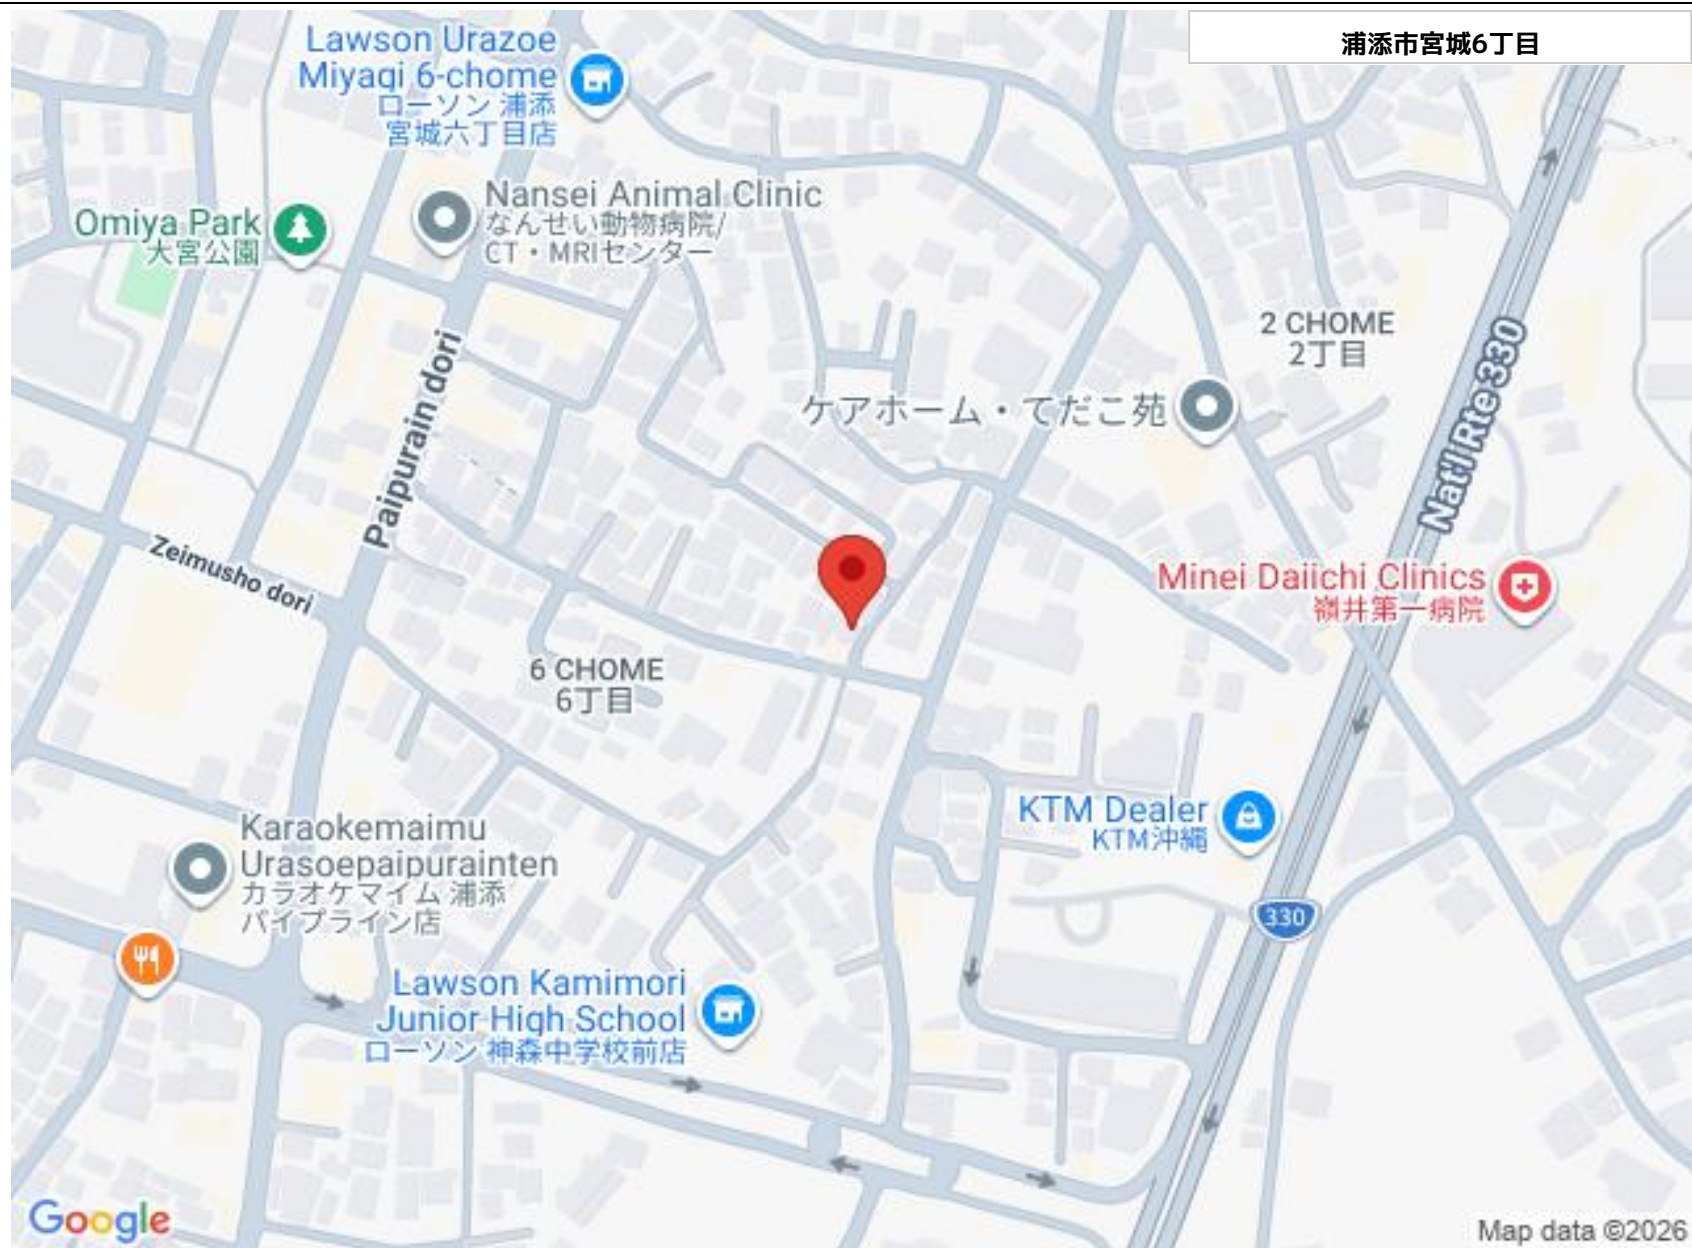 浦添市宮城6丁目
Lawson Urazoe
Miyagi 6-chome
ローソン 浦添
宮城六丁目店
Nansei Animal Clinic
なんせい動物病院/
CT・MRIセンター
Omiya Park
大宮公園
2 CHOME
2丁目
Paipurain dori
Nat'l Rte 330
ケアホーム・てだこ苑
Zeimusho dori
Minei Daiichi Clinics
嶺井第一病院
6 CHOME
6丁目
KTM Dealer
KTM沖縄
Karaokemaimu
Urasoepaipurainten
カラオケマイム 浦添
パイプライン店
330
Lawson Kamimori
Junior High School
ローソン 神森中学校前店
Google
Map data ©2026